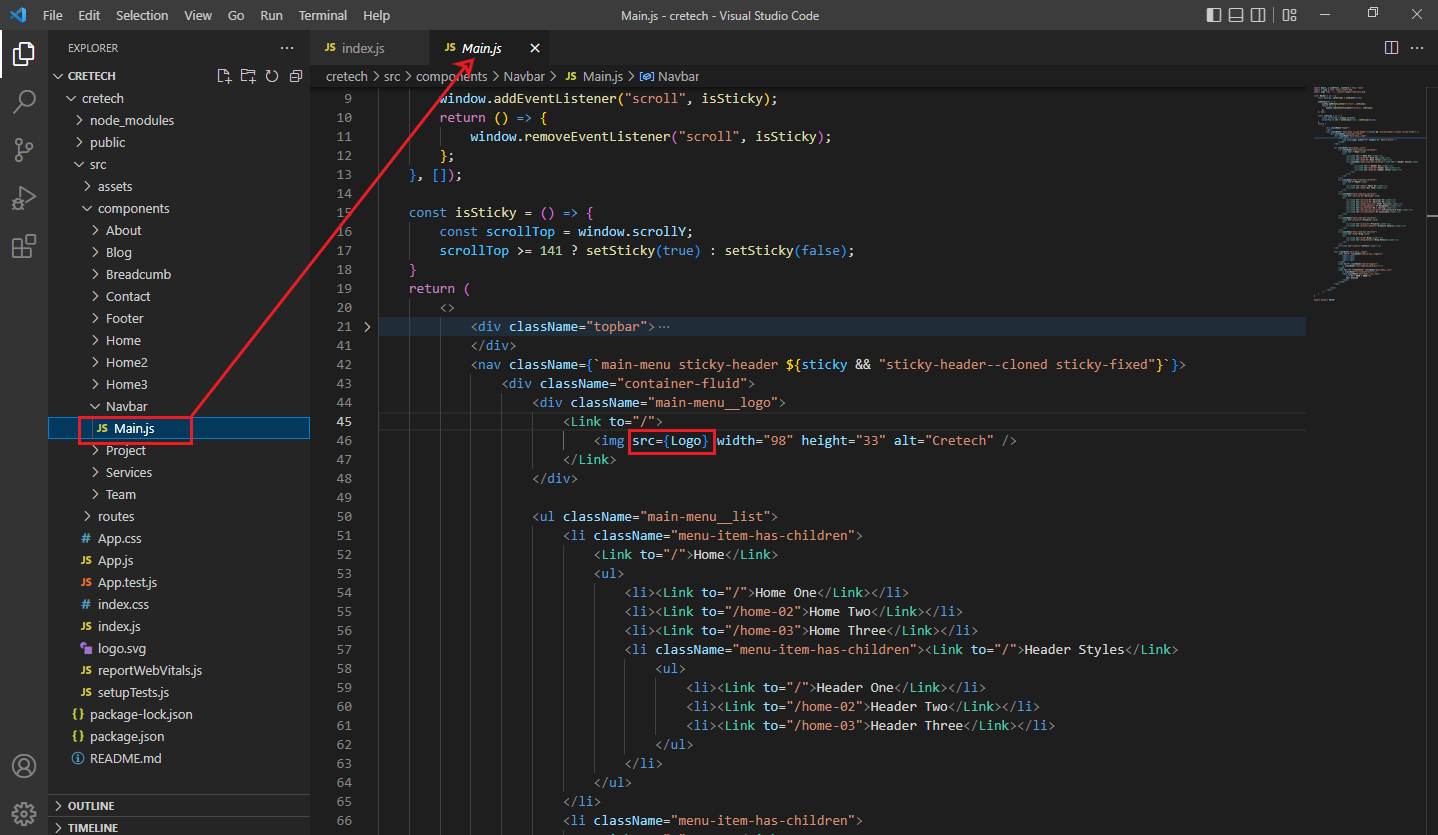 File Edit Selection View Go Run Terminal Help Main.js - cretech - Visual Studio Code
EXPLORER
CRETECH
cretech
node_modules
public
src
assets
components
About
Blog
Breadcumb
Contact
Footer
Home
Home2
Home3
Navbar
JS Main.js
Project
Services
Team
routes
# App.css
JS App.js
JS App.test.js
# index.css
JS index.js
logo.svg
JS reportWebVitals.js
JS setupTests.js
{} package-lock.json
{} package.json
README.md
OUTLINE
TIMELINE
JS index.js JS Main.js
cretech > src > components > Navbar > JS Main.js > Navbar
9 window.addEventListener("scroll", isSticky);
10 return () => {
11 window.removeEventListener("scroll", isSticky);
12 };
13 }, []);
14
15 const isSticky = () => {
16 const scrollTop = window.scrollY;
17 scrollTop >= 141 ? setSticky(true) : setSticky(false);
18 }
19 return (
20 <>
21 <div className="topbar">⋯
41 </div>
42 <nav className={`main-menu sticky-header ${sticky && "sticky-header--cloned sticky-fixed"}`}>
43 <div className="container-fluid">
44 <div className="main-menu__logo">
45 <Link to="/">
46 <img src={Logo} width="98" height="33" alt="Cretech" />
47 </Link>
48 </div>
49
50 <ul className="main-menu__list">
51 <li className="menu-item-has-children">
52 <Link to="/">Home</Link>
53 <ul>
54 <li><Link to="/">Home One</Link></li>
55 <li><Link to="/home-02">Home Two</Link></li>
56 <li><Link to="/home-03">Home Three</Link></li>
57 <li className="menu-item-has-children"><Link to="/">Header Styles</Link>
58 <ul>
59 <li><Link to="/">Header One</Link></li>
60 <li><Link to="/home-02">Header Two</Link></li>
61 <li><Link to="/home-03">Header Three</Link></li>
62 </ul>
63 </li>
64 </ul>
65 </li>
66 <li className="menu-item-has-children">